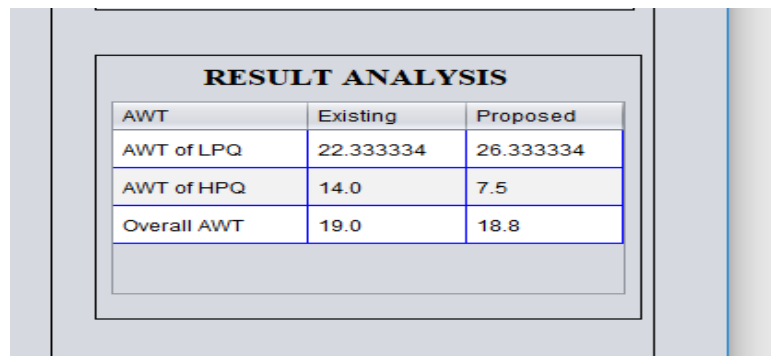 RESULT ANALYSIS
AWT Existing Proposed
AWT of LPQ 22.333334 26.333334
AWT of HPQ 14.0 7.5
Overall AWT 19.0 18.8